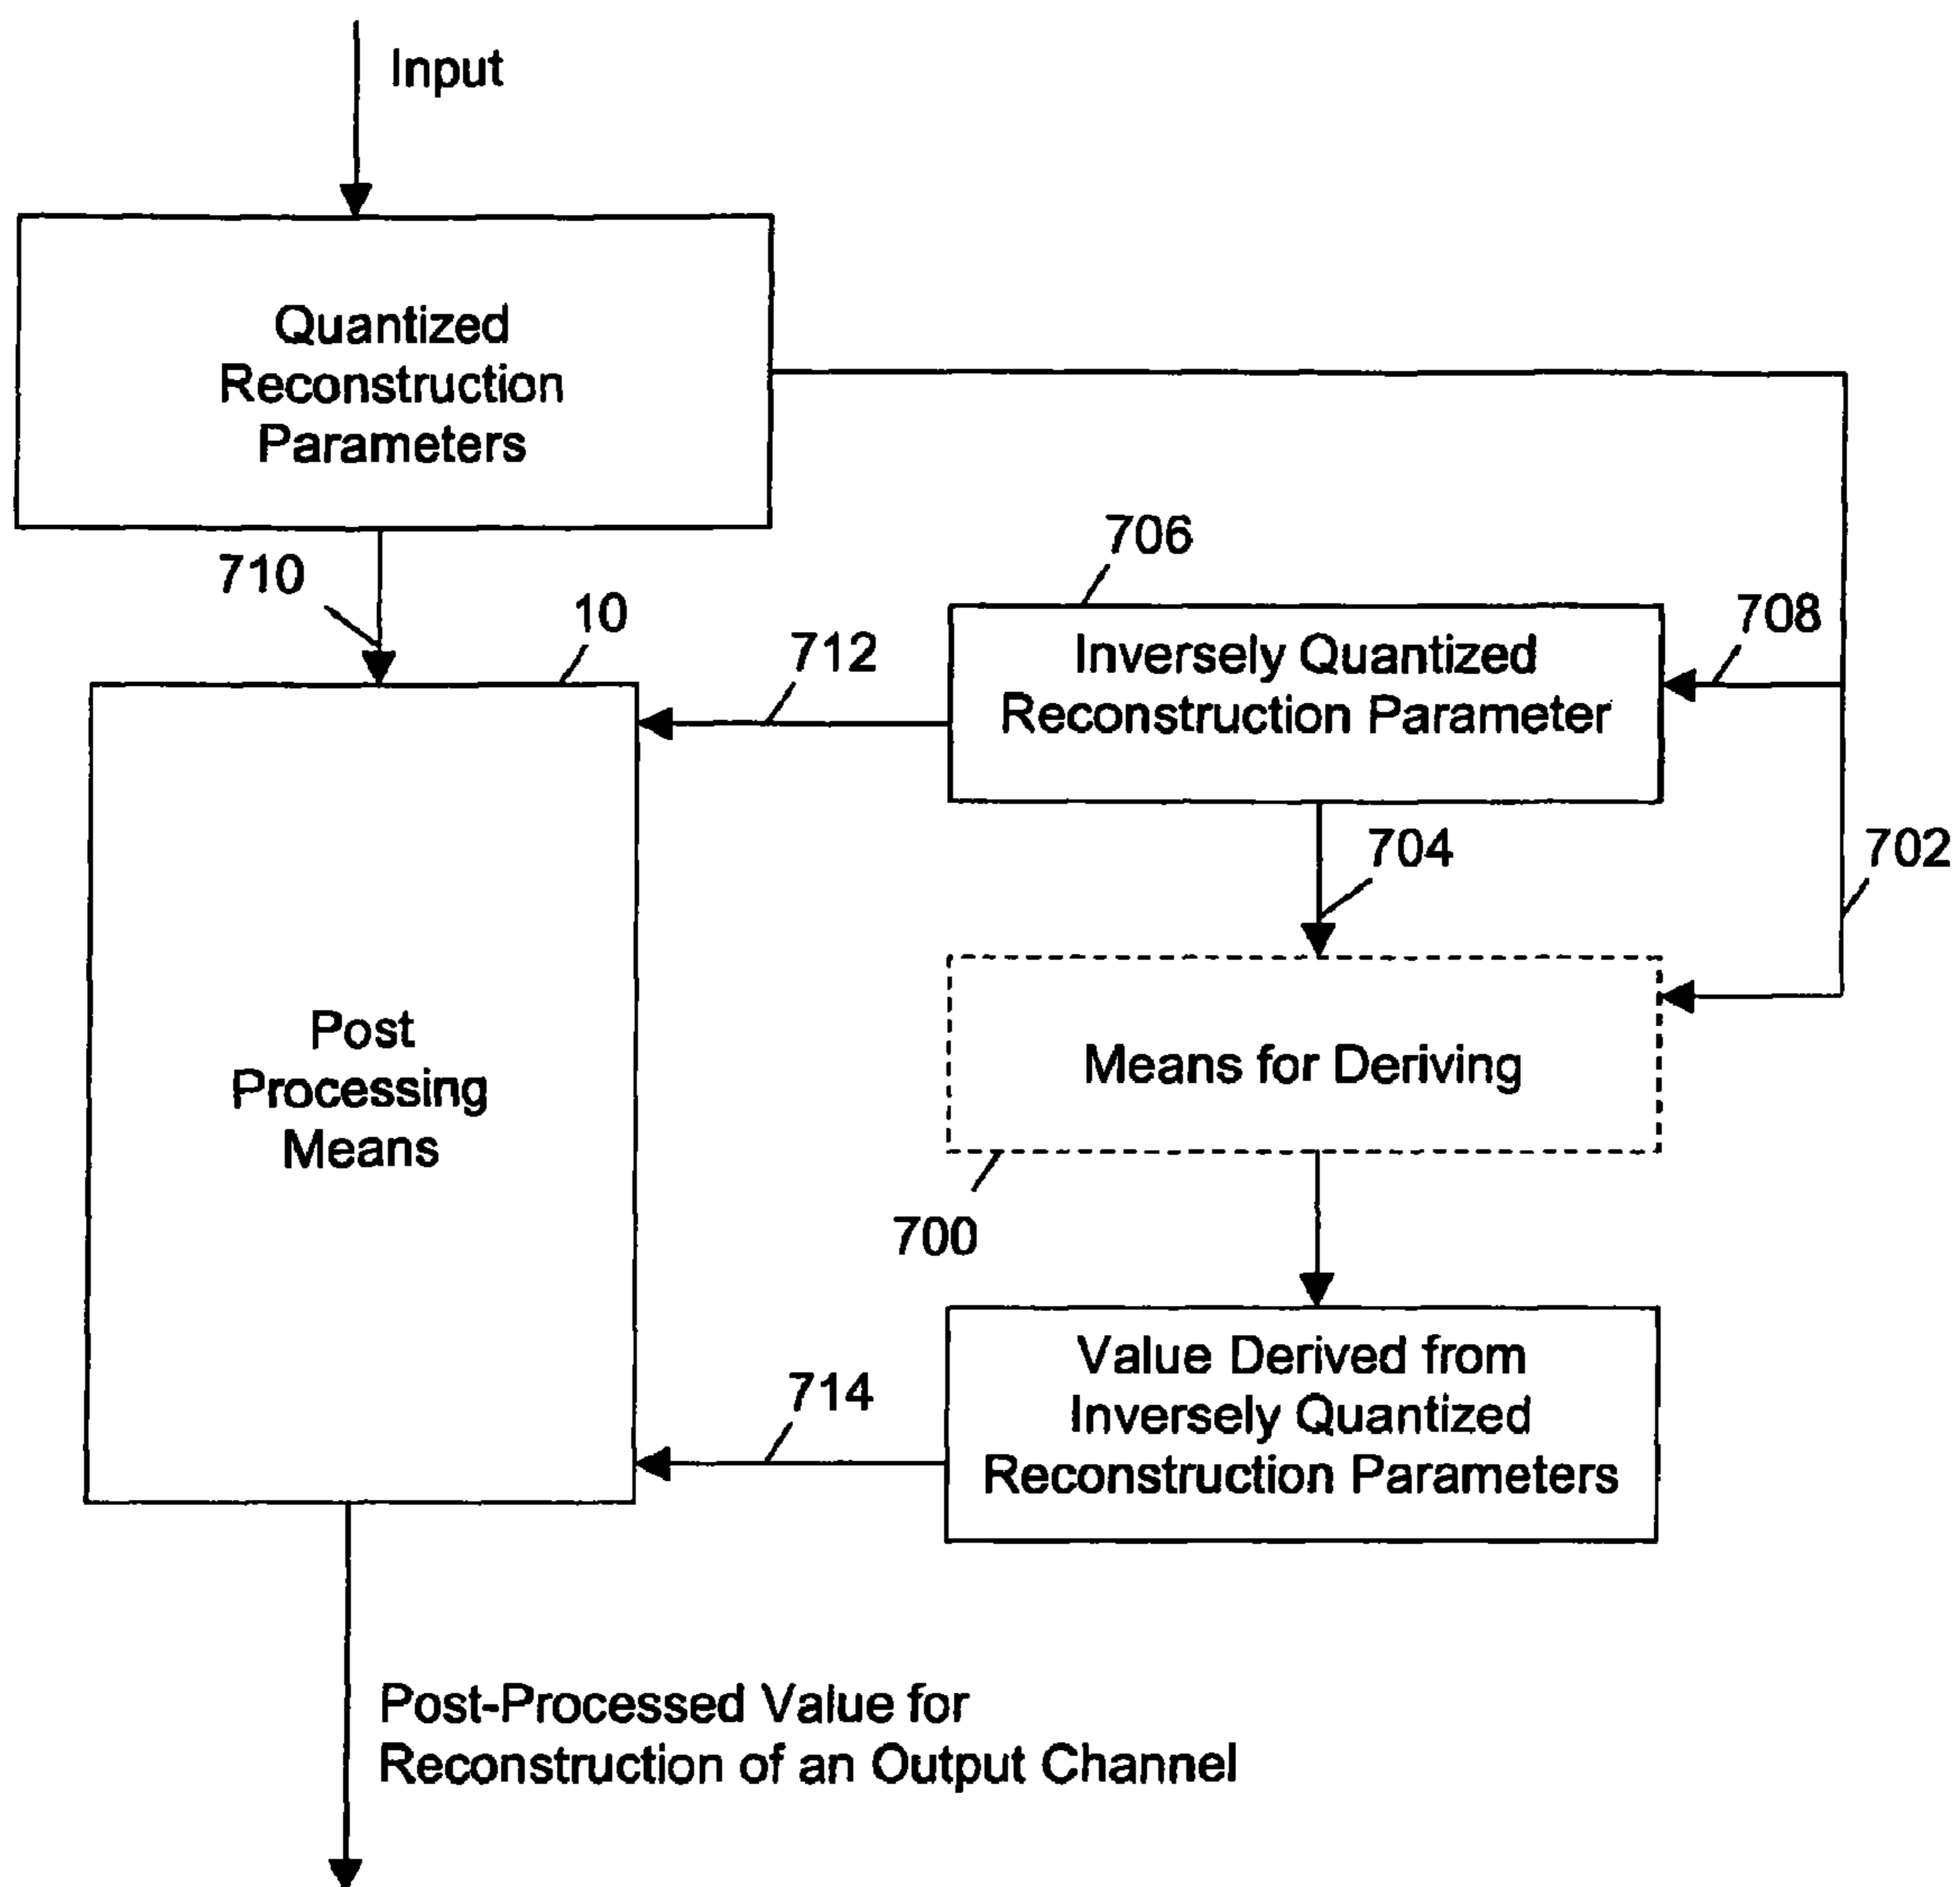 Input
Quantized
Reconstruction
Parameters
710
10
706
712
Inversely Quantized
Reconstruction Parameter
708
704
702
Means for Deriving
700
Post
Processing
Means
Value Derived from
Inversely Quantized
Reconstruction Parameters
714
Post-Processed Value for
Reconstruction of an Output Channel